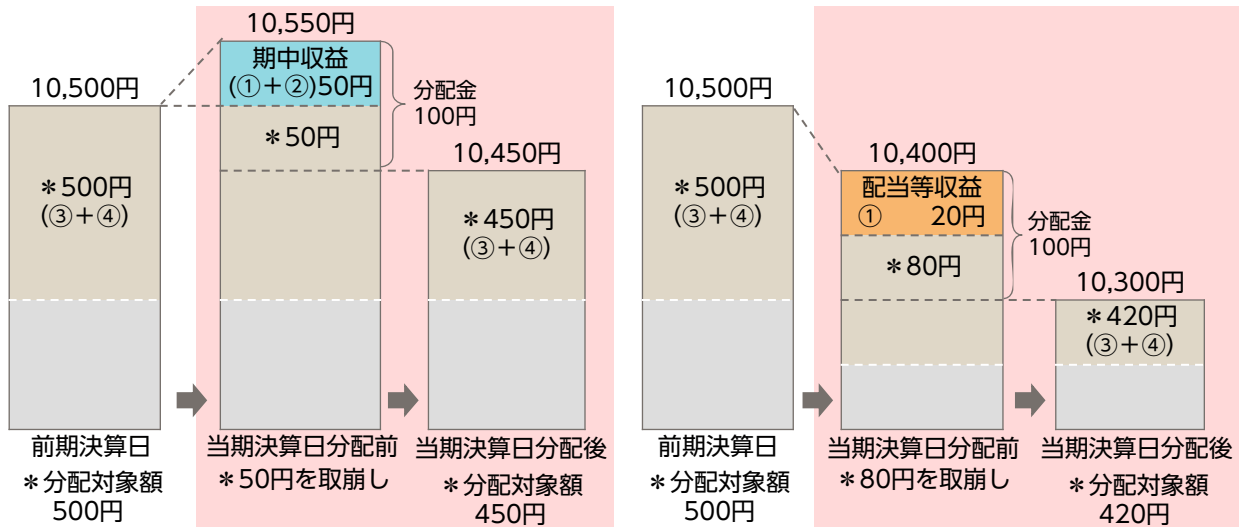 10,500円
＊500円
(③＋④)
前期決算日
＊分配対象額
500円
10,550円
期中収益
(①＋②)50円
＊50円
分配金
100円
当期決算日分配前
＊50円を取崩し
10,450円
＊450円
(③＋④)
当期決算日分配後
＊分配対象額
450円
10,500円
＊500円
(③＋④)
前期決算日
＊分配対象額
500円
10,400円
配当等収益
① 20円
＊80円
分配金
100円
当期決算日分配前
＊80円を取崩し
10,300円
＊420円
(③＋④)
当期決算日分配後
＊分配対象額
420円